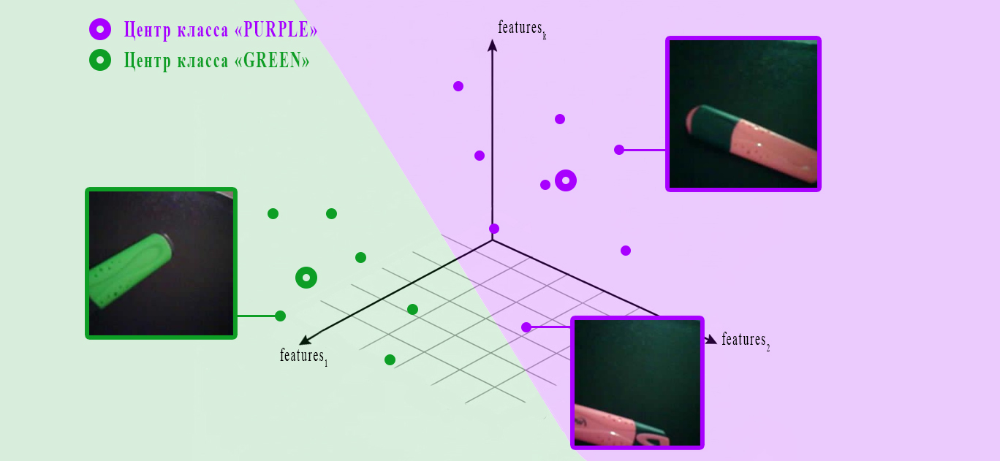 Центр класса «PURPLE»
Центр класса «GREEN»
features_k
features_1
features_2